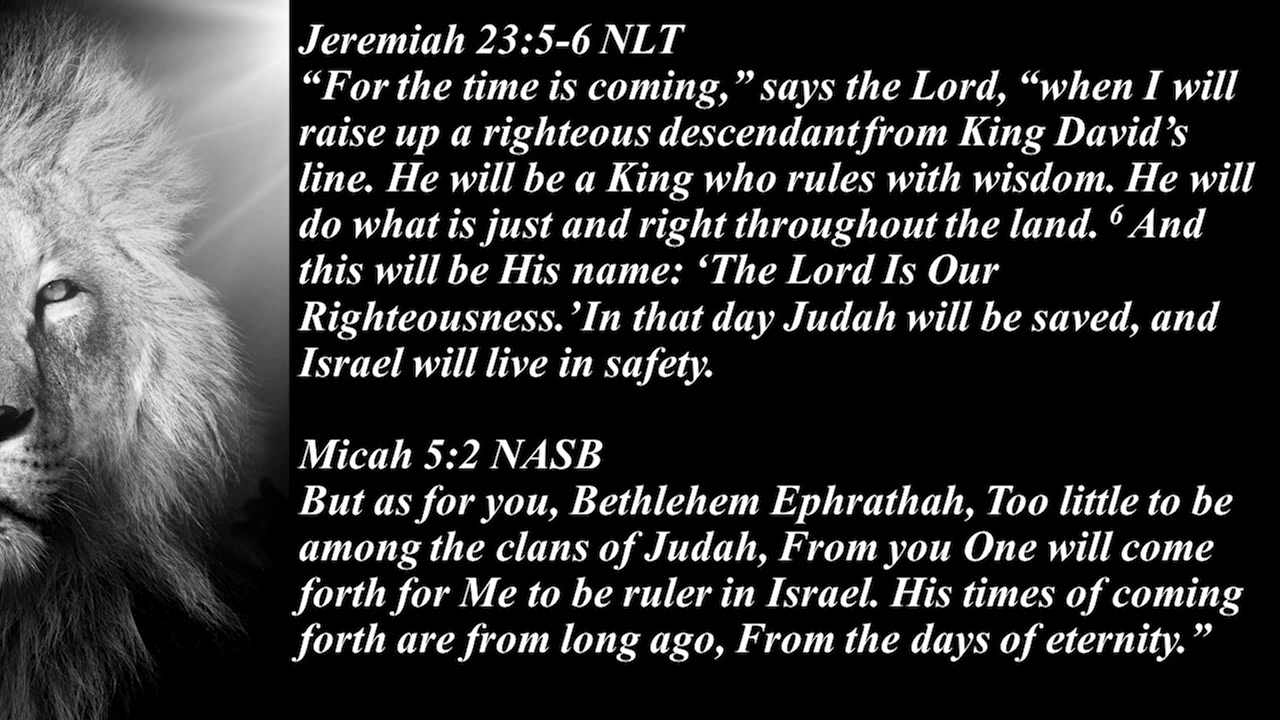 Jeremiah 23:5-6 NLT
“For the time is coming,” says the Lord, “when I will
raise up a righteous descendant from King David’s
line. He will be a King who rules with wisdom. He will
do what is just and right throughout the land. ⁶ And
this will be His name: ‘The Lord Is Our
Righteousness.’In that day Judah will be saved, and
Israel will live in safety.
Micah 5:2 NASB
But as for you, Bethlehem Ephrathah, Too little to be
among the clans of Judah, From you One will come
forth for Me to be ruler in Israel. His times of coming
forth are from long ago, From the days of eternity.”